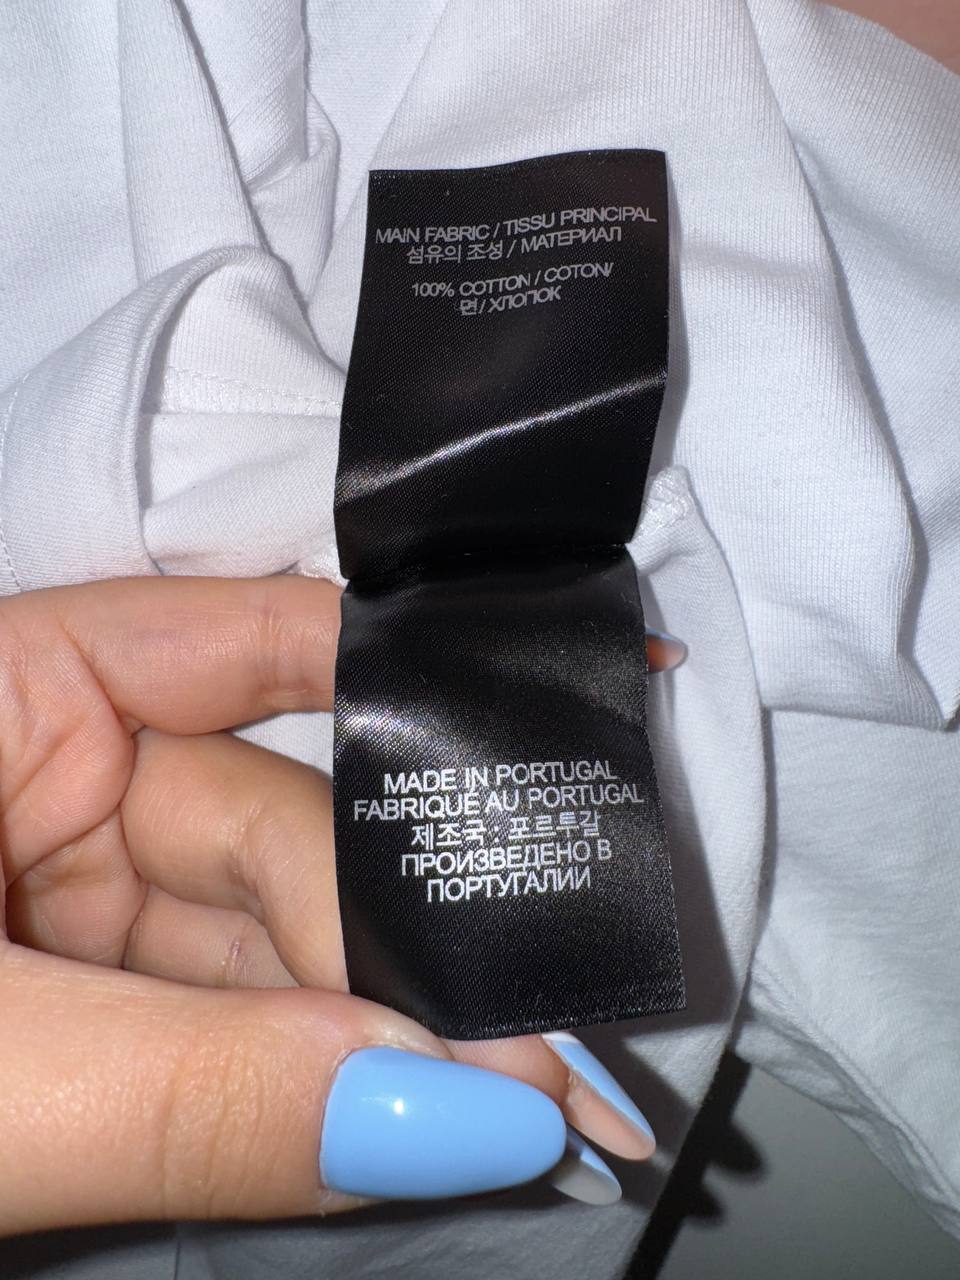 MAIN FABRIC / TISSU PRINCIPAL
섬유의 조성 / МАТЕРИАЛ
100% COTTON / COTON/
면/ ХЛОПОК
MADE IN PORTUGAL
FABRIQUÉ AU PORTUGAL
제조국 : 포르투갈
ПРОИЗВЕДЕНО В
ПОРТУГАЛИИ